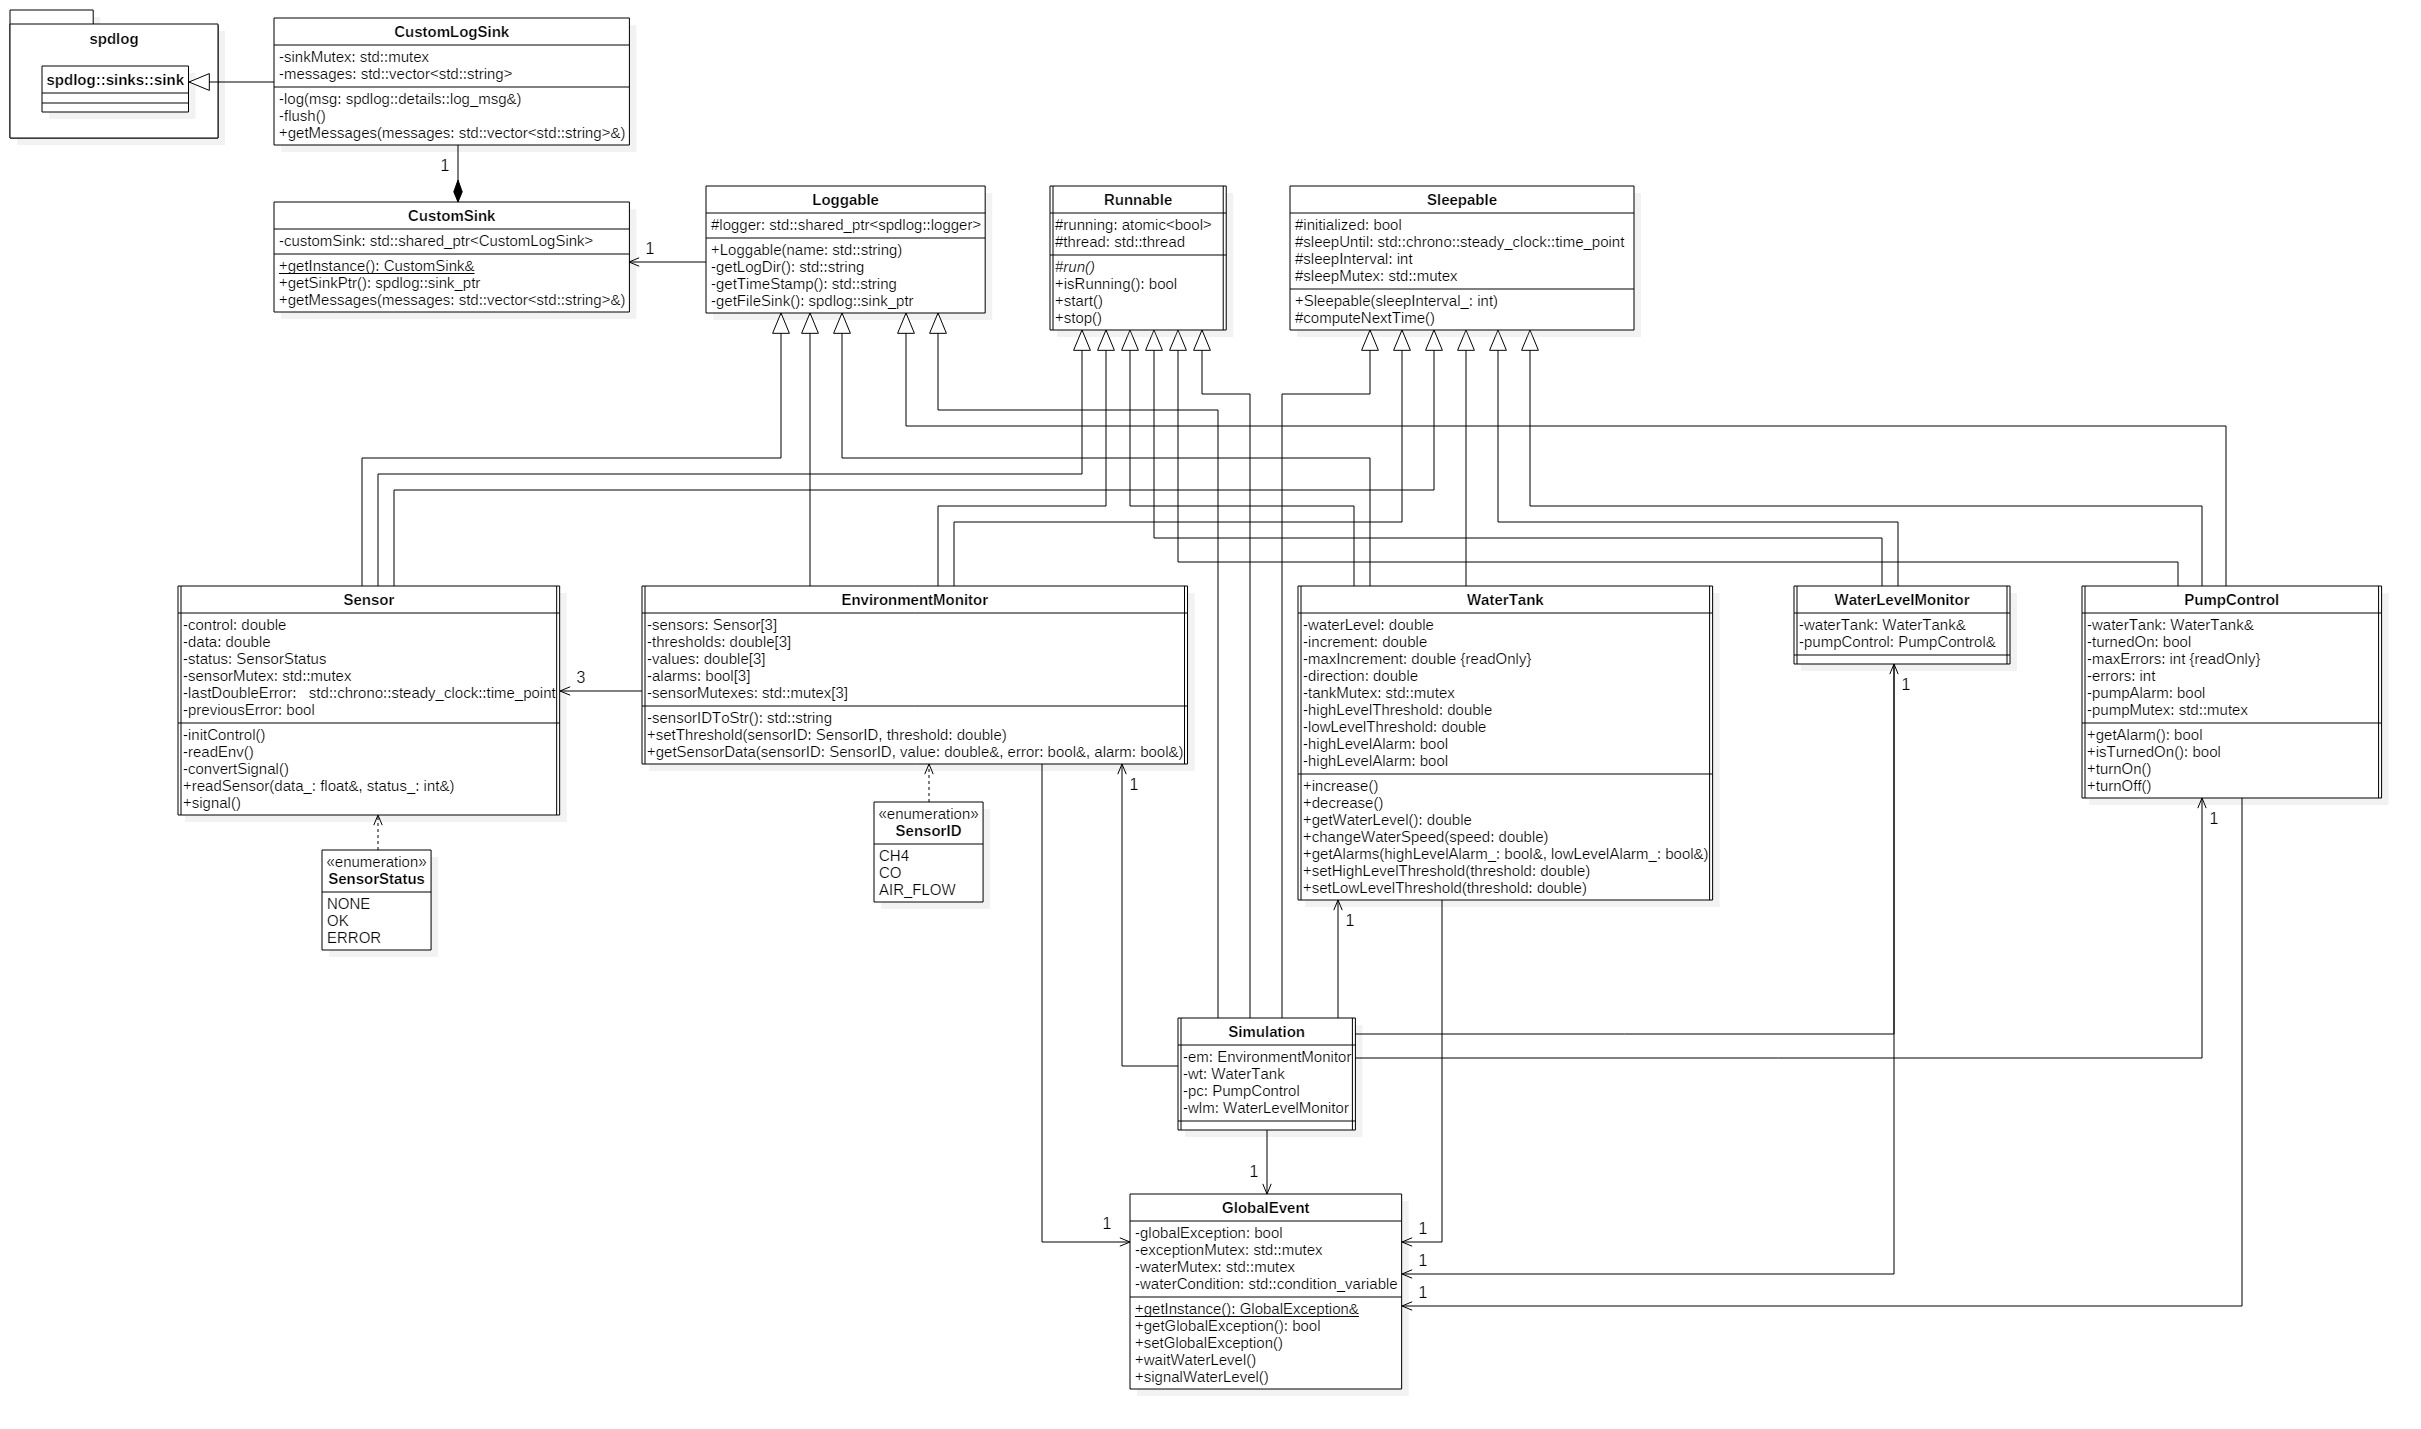 spdlog
spdlog::sinks::sink
CustomLogSink
-sinkMutex: std::mutex
-messages: std::vector<std::string>
-log(msg: spdlog::details::log_msg&)
-flush()
+getMessages(messages: std::vector<std::string>&)
1
CustomSink
-customSink: std::shared_ptr<CustomLogSink>
+getInstance(): CustomSink&
+getSinkPtr(): spdlog::sink_ptr
+getMessages(messages: std::vector<std::string>&)
1
Loggable
#logger: std::shared_ptr<spdlog::logger>
+Loggable(name: std::string)
-getLogDir(): std::string
-getTimeStamp(): std::string
-getFileSink(): spdlog::sink_ptr
Runnable
#running: atomic<bool>
#thread: std::thread
#run()
+isRunning(): bool
+start()
+stop()
Sleepable
#initialized: bool
#sleepUntil: std::chrono::steady_clock::time_point
#sleepInterval: int
#sleepMutex: std::mutex
+Sleepable(sleepInterval_: int)
#computeNextTime()
Sensor
-control: double
-data: double
-status: SensorStatus
-sensorMutex: std::mutex
-lastDoubleError: std::chrono::steady_clock::time_point
-previousError: bool
-initControl()
-readEnv()
-convertSignal()
+readSensor(data_: float&, status_: int&)
+signal()
3
EnvironmentMonitor
-sensors: Sensor[3]
-thresholds: double[3]
-values: double[3]
-alarms: bool[3]
-sensorMutexes: std::mutex[3]
-sensorIDToStr(): std::string
+setThreshold(sensorID: SensorID, threshold: double)
+getSensorData(sensorID: SensorID, value: double&, error: bool&, alarm: bool&)
1
WaterTank
-waterLevel: double
-increment: double
-maxIncrement: double {readOnly}
-direction: double
-tankMutex: std::mutex
-highLevelThreshold: double
-lowLevelThreshold: double
-highLevelAlarm: bool
-highLevelAlarm: bool
+increase()
+decrease()
+getWaterLevel(): double
+changeWaterSpeed(speed: double)
+getAlarms(highLevelAlarm_: bool&, lowLevelAlarm_: bool&)
+setHighLevelThreshold(threshold: double)
+setLowLevelThreshold(threshold: double)
1
WaterLevelMonitor
-waterTank: WaterTank&
-pumpControl: PumpControl&
1
PumpControl
-waterTank: WaterTank&
-turnedOn: bool
-maxErrors: int {readOnly}
-errors: int
-pumpAlarm: bool
-pumpMutex: std::mutex
+getAlarm(): bool
+isTurnedOn(): bool
+turnOn()
+turnOff()
1
«enumeration»
SensorStatus
NONE
OK
ERROR
«enumeration»
SensorID
CH4
CO
AIR_FLOW
Simulation
-em: EnvironmentMonitor
-wt: WaterTank
-pc: PumpControl
-wlm: WaterLevelMonitor
1
1
1
1
1
GlobalEvent
-globalException: bool
-exceptionMutex: std::mutex
-waterMutex: std::mutex
-waterCondition: std::condition_variable
+getInstance(): GlobalException&
+getGlobalException(): bool
+setGlobalException()
+waitWaterLevel()
+signalWaterLevel()